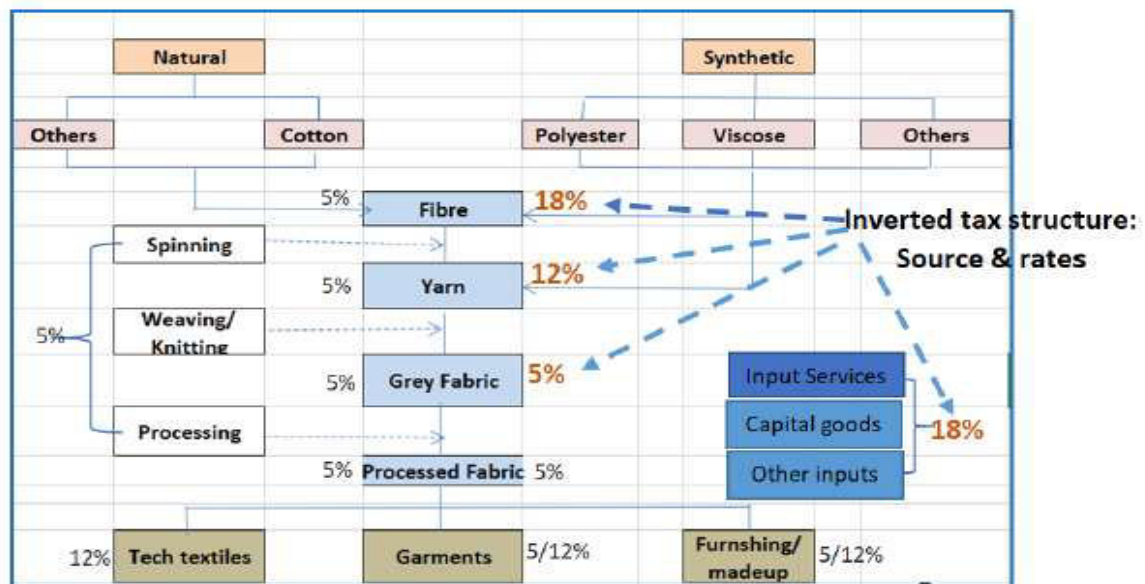 Natural
Synthetic
Others
Cotton
Polyester
Viscose
Others
5%
Fibre
18%
Inverted tax structure:
Source & rates
Spinning
5%
Yarn
12%
5%
Weaving/
Knitting
5%
Grey Fabric
5%
Input Services
Capital goods
Other inputs
18%
Processing
5%
Processed Fabric
5%
12%
Tech textiles
Garments
5/12%
Furnshing/
madeup
5/12%